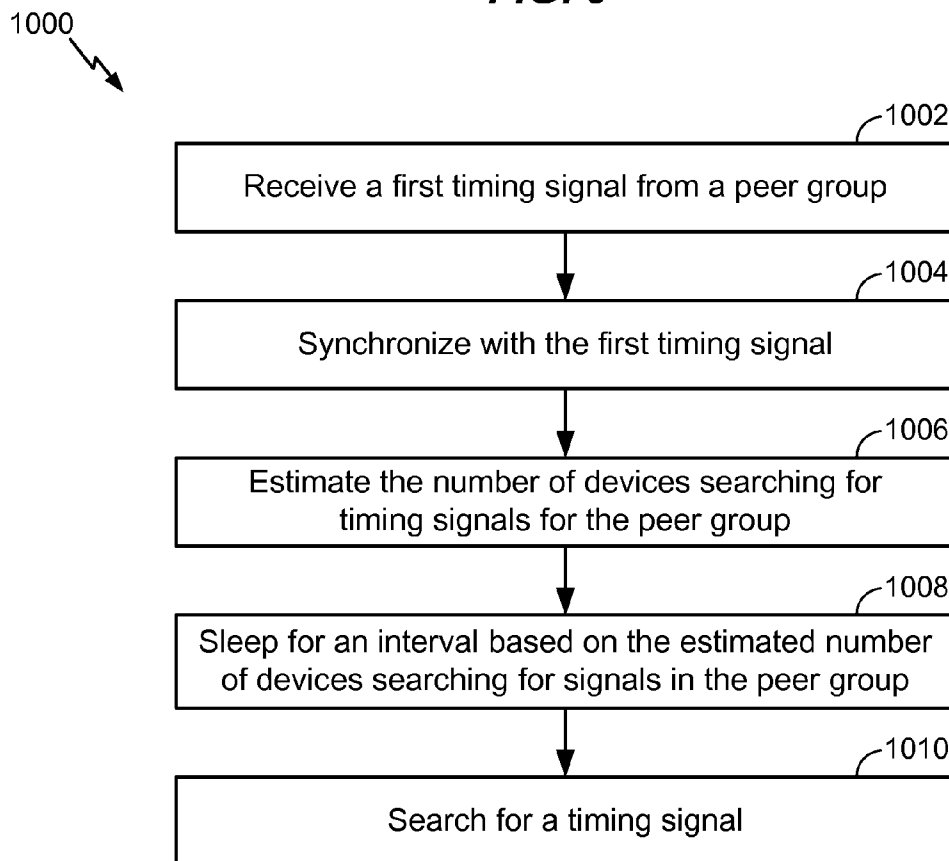 1000
1002
Receive a first timing signal from a peer group
1004
Synchronize with the first timing signal
1006
Estimate the number of devices searching for
timing signals for the peer group
1008
Sleep for an interval based on the estimated number
of devices searching for signals in the peer group
1010
Search for a timing signal